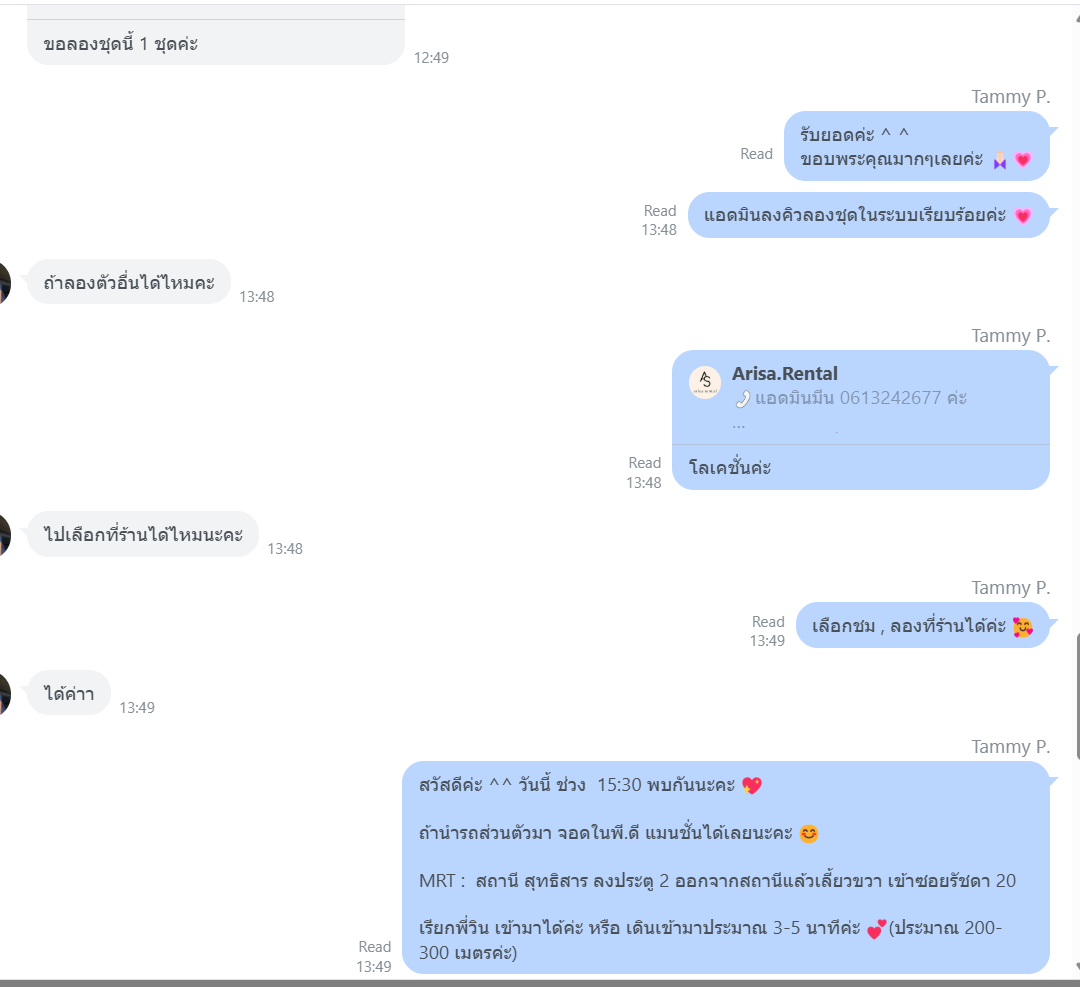 ขอลองชุดนี้ 1 ชุดค่ะ
12:49
Tammy P.
รับยอดค่ะ ^ ^
ขอบพระคุณมากๆเลยค่ะ
Read
แอดมินลงคิวลองชุดในระบบเรียบร้อยค่ะ
Read
13:48
ถ้าลองตัวอื่นได้ไหมคะ
13:48
Tammy P.
Arisa.Rental
แอดมินมีน 0613242677 ค่ะ
...
โลเคชั่นค่ะ
Read
13:48
ไปเลือกที่ร้านได้ไหมนะคะ
13:48
Tammy P.
เลือกชม , ลองที่ร้านได้ค่ะ 🥰
Read
13:49
ได้ค่าา
13:49
Tammy P.
สวัสดีค่ะ ^^ วันนี้ ช่วง 15:30 พบกันนะคะ 💖
ถ้านำรถส่วนตัวมา จอดในพี.ดี แมนชั่นได้เลยนะคะ 😊
MRT : สถานี สุทธิสาร ลงประตู 2 ออกจากสถานีแล้วเลี้ยวขวา เข้าซอยรัชดา 20
เรียกพี่วิน เข้ามาได้ค่ะ หรือ เดินเข้ามาประมาณ 3-5 นาทีค่ะ 💕(ประมาณ 200-
300 เมตรค่ะ)
Read
13:49